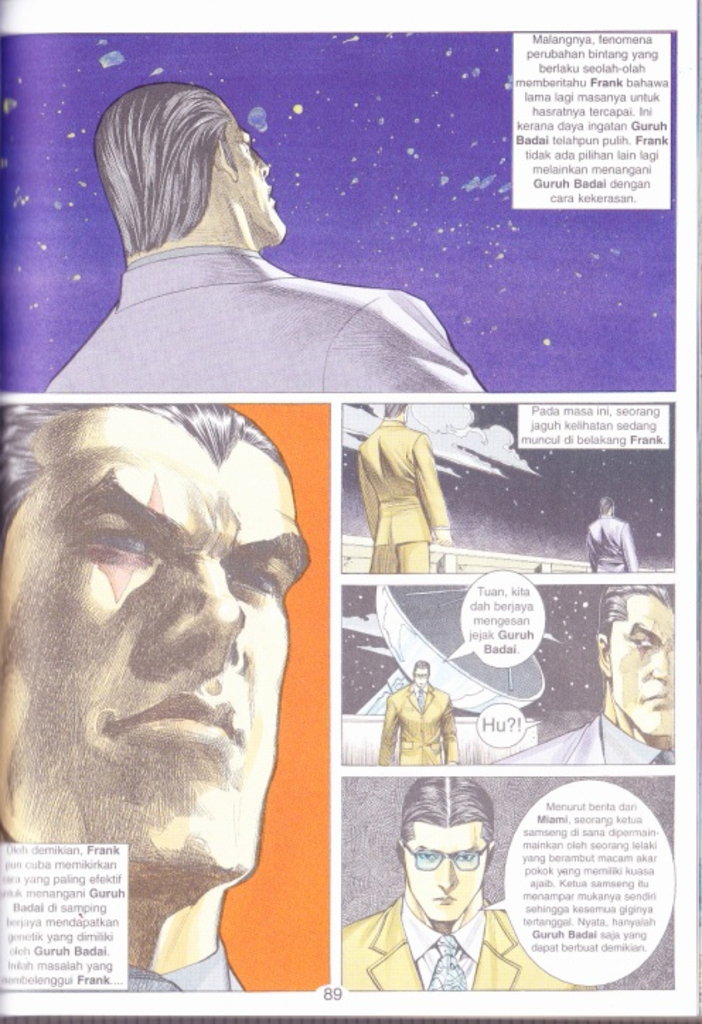 Malangnya, fenomena
perubahan bintang yang
berlaku seolah-olah
memberitahu Frank bahawa
lama lagi masanya untuk
hasratnya tercapai. Ini
kerana daya ingatan Guruh
Badai telahpun pulih. Frank
tidak ada pilihan lain lagi
melainkan menangani
Guruh Badai dengan
cara kekerasan.
demikian, Frank
cuba memikirkan
yang paling efektif
menangani Guruh
Badai di samping
berjaya mendapatkan
genetik yang dimiliki
oleh Guruh Badai.
Inilah masalah yang
membelenggui Frank....
Pada masa ini, seorang
jaguh kelihatan sedang
muncul di belakang Frank.
Tuan, kita
dah berjaya
mengesan
jejak Guruh
Badai.
Hu?!
Menurut berita dari
Miami, seorang ketua
samseng di sana dipermain-
mainkan oleh seorang lelaki
yang berambut macam akar
pokok yang memiliki kuasa
ajaib. Ketua samseng itu
menampar mukanya sendiri
sehingga kesemua giginya
tertanggal. Nyata, hanyalah
Guruh Badai saja yang
dapat berbuat demikian.
89